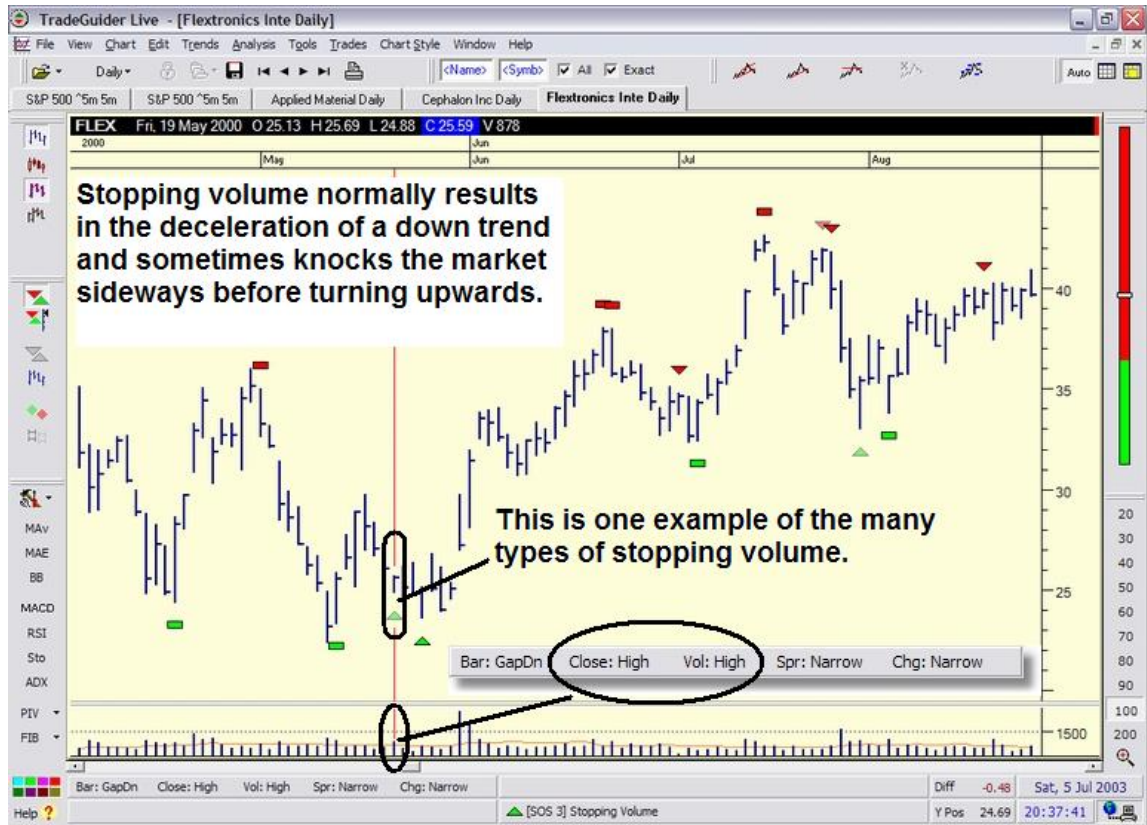 TradeGuider Live - [Flextronics Inte Daily]
File View Chart Edit Trends Analysis Tools Trades Chart Style Window Help
Daily <Name> <Symb> All Exact Auto
S&P 500 ^5m 5m S&P 500 ^5m 5m Applied Material Daily Cephalon Inc Daily Flextronics Inte Daily
FLEX Fri, 19 May 2000 O 25.13 H 25.69 L 24.88 C 25.59 V 878
2000 Jun
May Jun Jul Aug
Stopping volume normally results
in the deceleration of a down trend
and sometimes knocks the market
sideways before turning upwards.
40
35
30
This is one example of the many
types of stopping volume.
25
Bar: GapDn Close: High Vol: High Spr: Narrow Chg: Narrow
1500
MAv
MAE
BB
MACD
RSI
Sto
ADX
PIV
FIB
20
30
40
50
60
70
80
90
100
200
Bar: GapDn Close: High Vol: High Spr: Narrow Chg: Narrow Diff -0.48 Sat, 5 Jul 2003
Help ? [SOS 3] Stopping Volume Y Pos 24.69 20:37:41